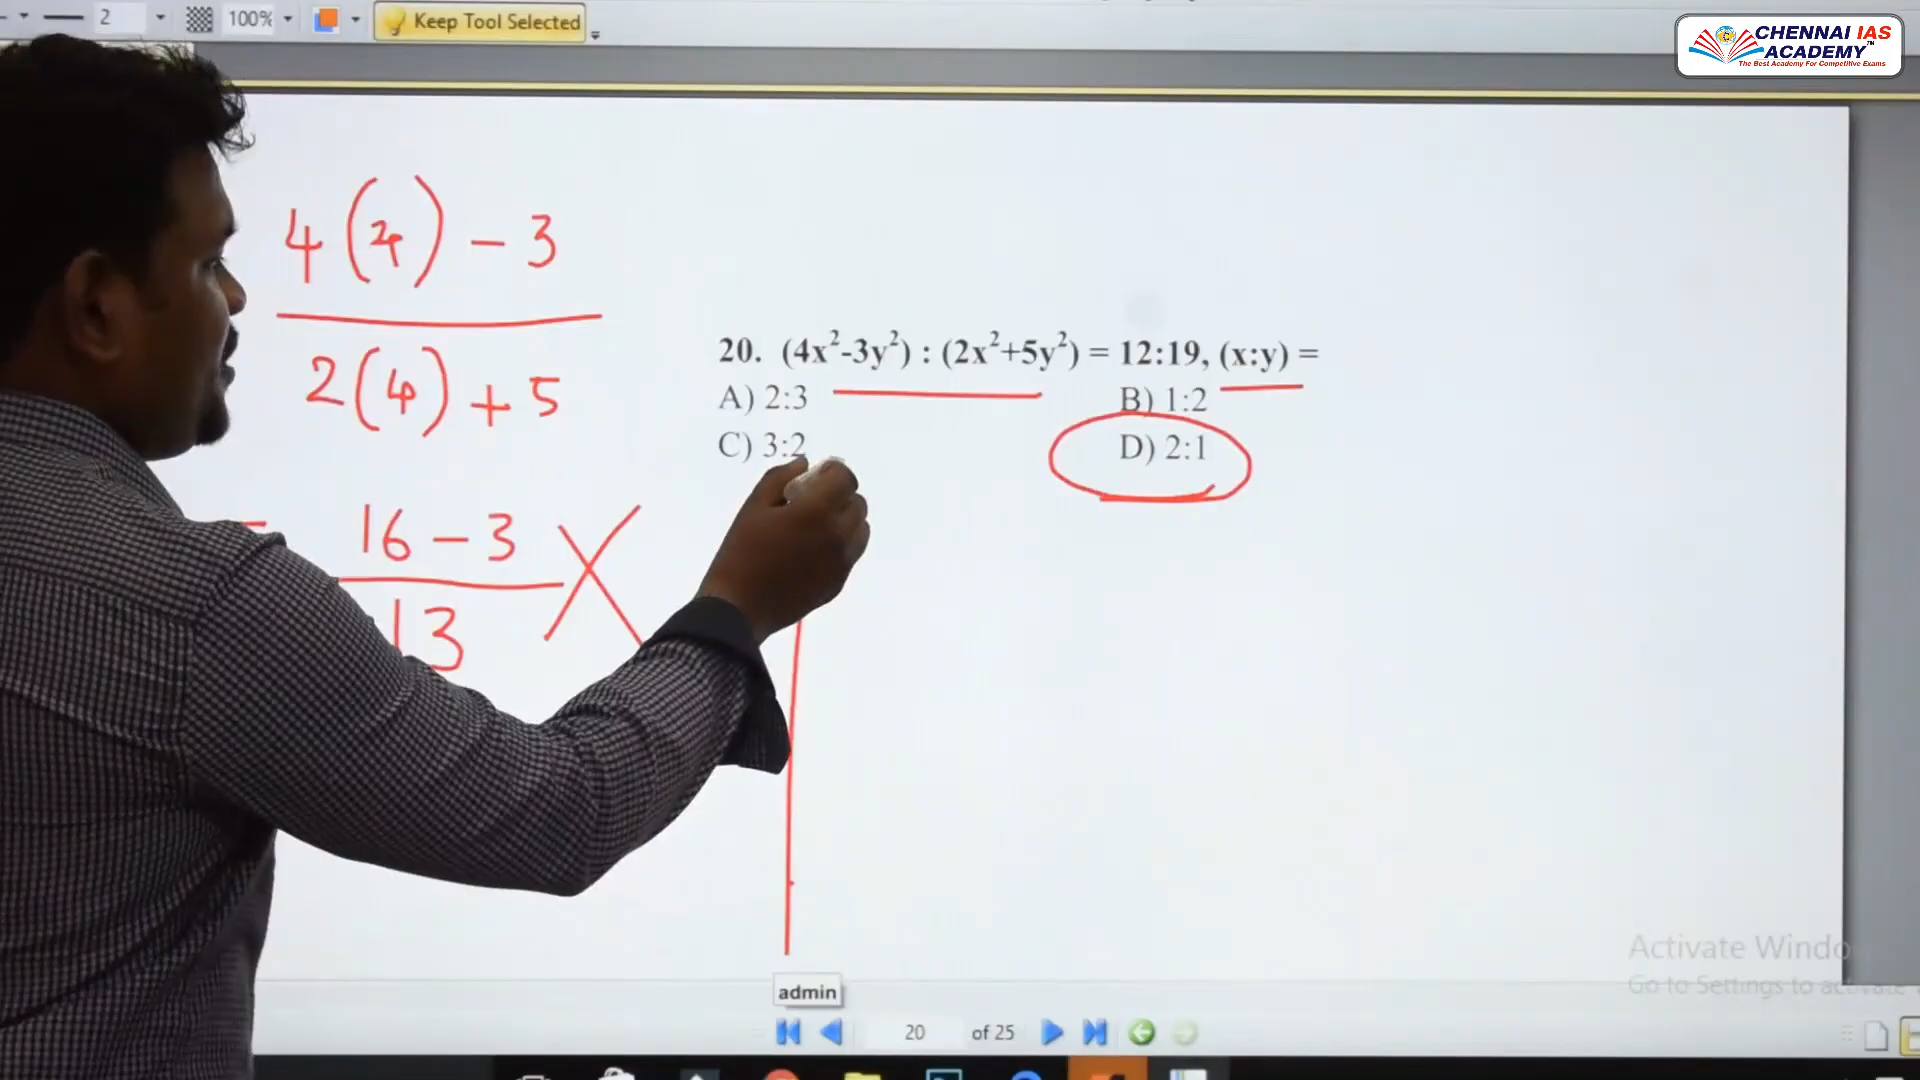 2
100%
Keep Tool Selected
CHENNAI IAS
ACADEMY™
The Best Academy For Competitive Exams
4(4) - 3
2(4) + 5
20. (4x²-3y²) : (2x²+5y²) = 12:19, (x:y) =
A) 2:3
B) 1:2
C) 3:2
D) 2:1
16 - 3
13
Activate Windo
Go to Settings to activate
admin
20 of 25